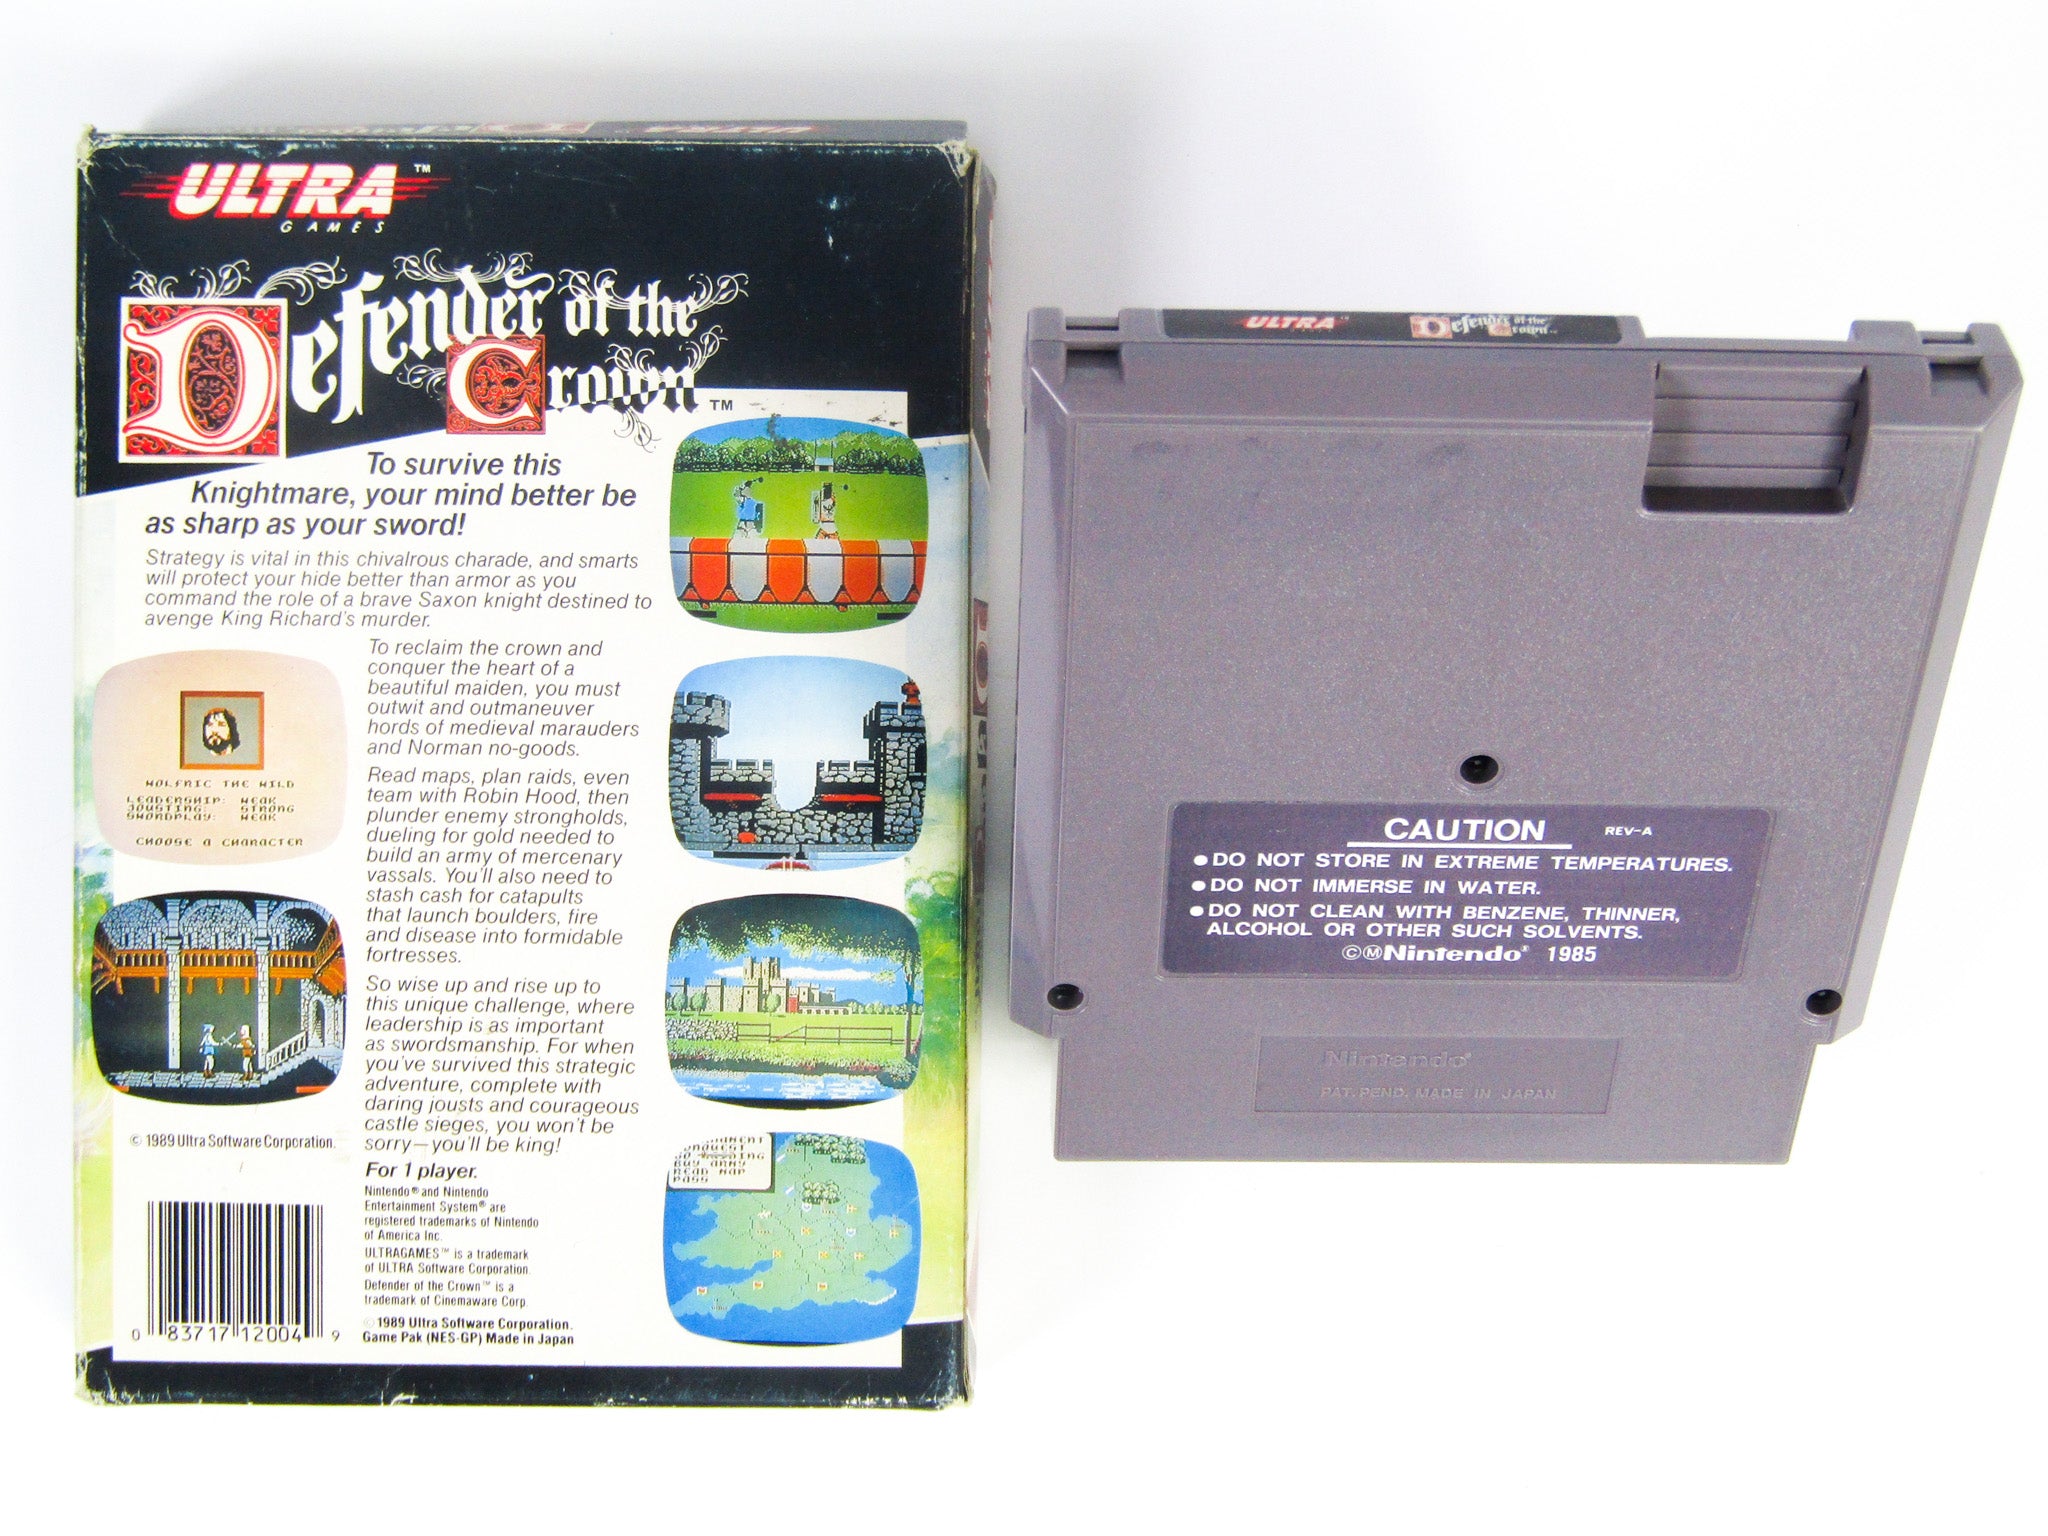 ULTRA™
GAMES
Defender of the
Crown™
To survive this
Knightmare, your mind better be
as sharp as your sword!
Strategy is vital in this chivalrous charade, and smarts
will protect your hide better than armor as you
command the role of a brave Saxon knight destined to
avenge King Richard's murder.
To reclaim the crown and
conquer the heart of a
beautiful maiden, you must
outwit and outmaneuver
hords of medieval marauders
and Norman no-goods.
Read maps, plan raids, even
team with Robin Hood, then
plunder enemy strongholds,
dueling for gold needed to
build an army of mercenary
vassals. You'll also need to
stash cash for catapults
that launch boulders, fire
and disease into formidable
fortresses.
So wise up and rise up to
this unique challenge, where
leadership is as important
as swordsmanship. For when
you've survived this strategic
adventure, complete with
daring jousts and courageous
castle sieges, you won't be
sorry—you'll be king!
For 1 player.
Nintendo® and Nintendo
Entertainment System® are
registered trademarks of Nintendo
of America Inc.
ULTRAGAMES™ is a trademark
of ULTRA Software Corporation.
Defender of the Crown™ is a
trademark of Cinemaware Corp.
© 1989 Ultra Software Corporation.
Game Pak (NES-GP) Made in Japan
WOLFRIC THE WILD
LEADERSHIP: WEAK
JOUSTING: STRONG
SWORDPLAY: WEAK
CHOOSE A CHARACTER
© 1989 Ultra Software Corporation.
0 83717 12004 9
CONQUEST
BUY ARMY
READ MAP
PASS
ULTRA™
Defender of the
Crown™
CAUTION REV-A
●DO NOT STORE IN EXTREME TEMPERATURES.
●DO NOT IMMERSE IN WATER.
●DO NOT CLEAN WITH BENZENE, THINNER,
ALCOHOL OR OTHER SUCH SOLVENTS.
©ⓂNintendo® 1985
Nintendo®
PAT. PEND. MADE IN JAPAN